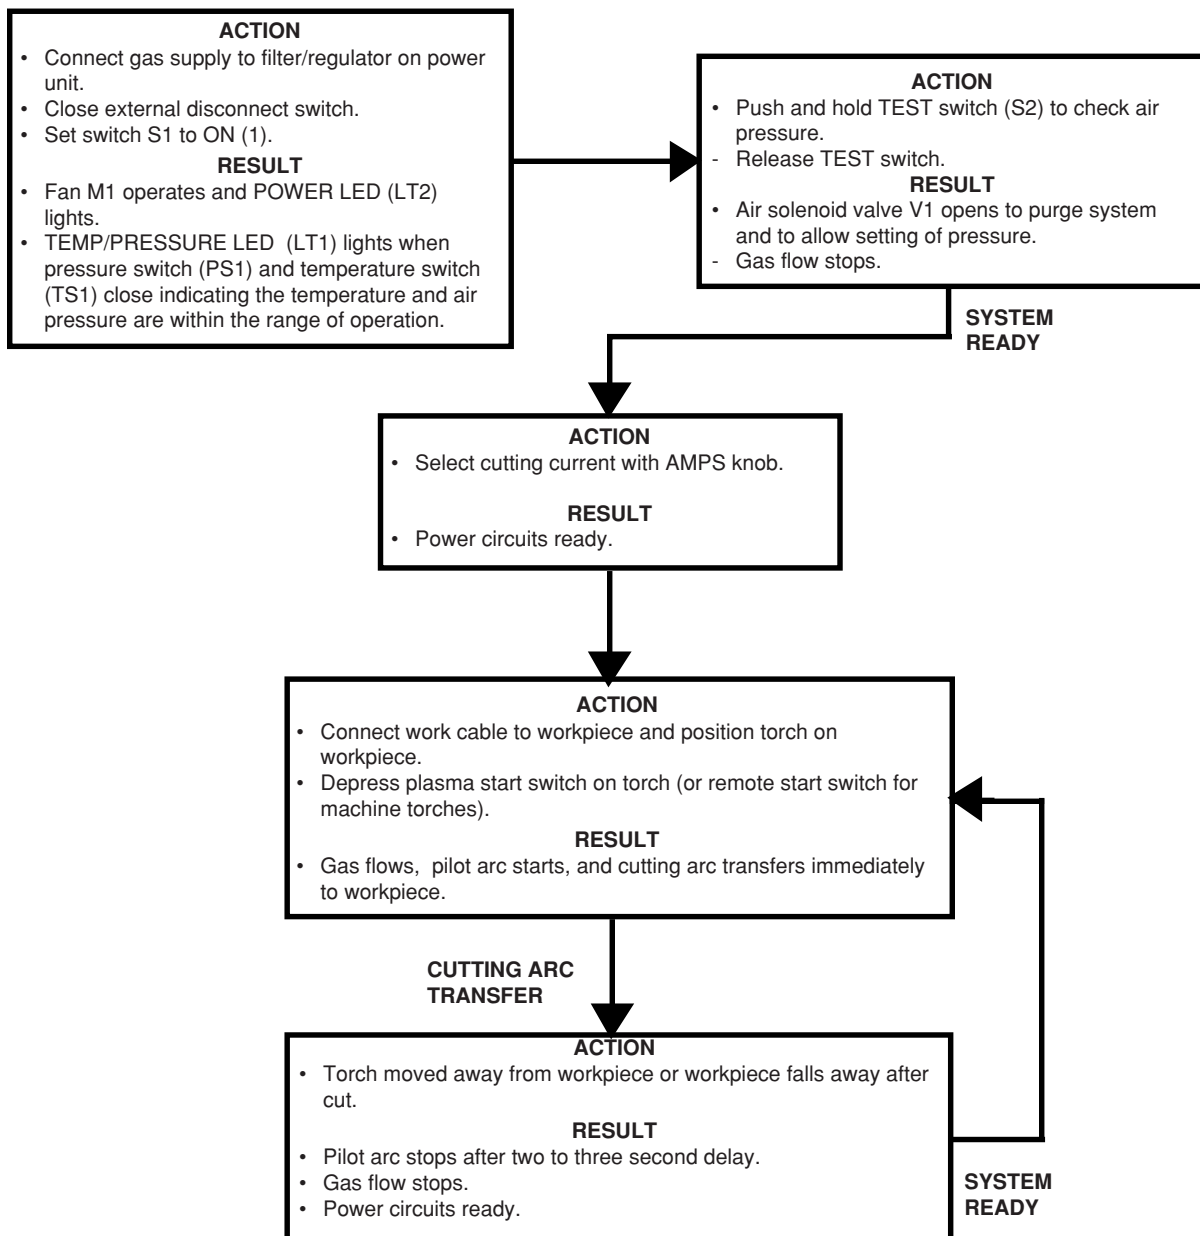 ACTION
• Connect gas supply to filter/regulator on power
unit.
• Close external disconnect switch.
• Set switch S1 to ON (1).
RESULT
• Fan M1 operates and POWER LED (LT2)
lights.
• TEMP/PRESSURE LED (LT1) lights when
pressure switch (PS1) and temperature switch
(TS1) close indicating the temperature and air
pressure are within the range of operation.
ACTION
• Push and hold TEST switch (S2) to check air
pressure.
- Release TEST switch.
RESULT
• Air solenoid valve V1 opens to purge system
and to allow setting of pressure.
- Gas flow stops.
SYSTEM
READY
ACTION
• Select cutting current with AMPS knob.
RESULT
• Power circuits ready.
ACTION
• Connect work cable to workpiece and position torch on
workpiece.
• Depress plasma start switch on torch (or remote start switch for
machine torches).
RESULT
• Gas flows, pilot arc starts, and cutting arc transfers immediately
to workpiece.
CUTTING ARC
TRANSFER
ACTION
• Torch moved away from workpiece or workpiece falls away after
cut.
RESULT
• Pilot arc stops after two to three second delay.
• Gas flow stops.
• Power circuits ready.
SYSTEM
READY